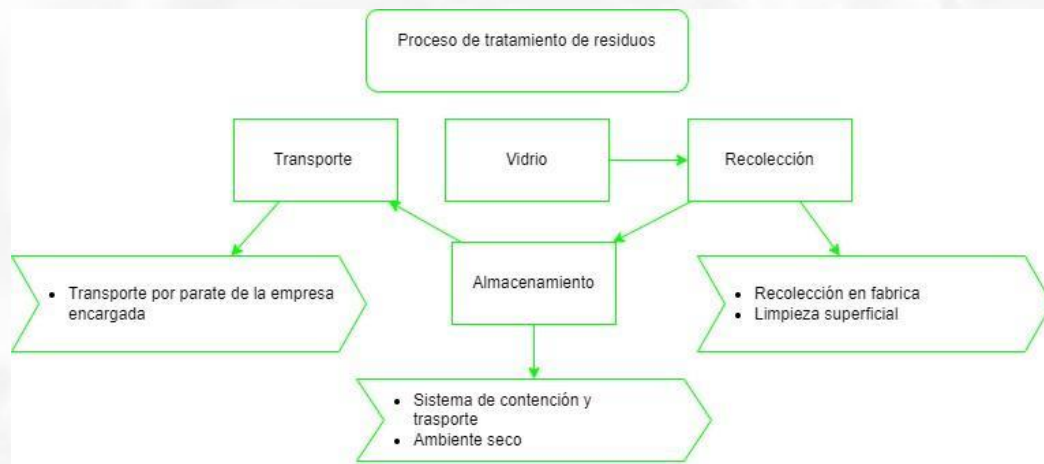 Proceso de tratamiento de residuos
Transporte
Vidrio
Recolección
Almacenamiento
• Transporte por parate de la empresa
encargada
• Recolección en fabrica
• Limpieza superficial
• Sistema de contención y
trasporte
• Ambiente seco